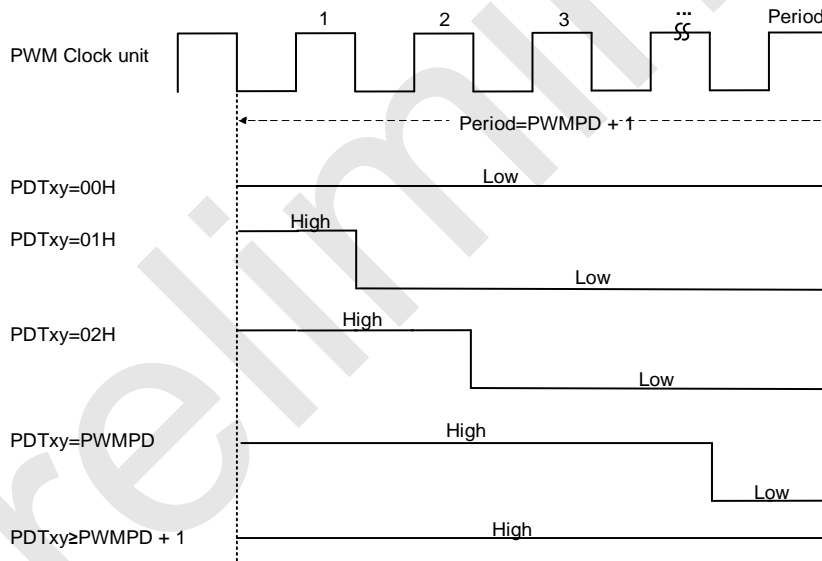 1 2 3 ... Period
PWM Clock unit
Period=PWMPD + 1
PDTxy=00H Low
High
PDTxy=01H
Low
High
PDTxy=02H
Low
PDTxy=PWMPD High
Low
PDTxy≥PWMPD + 1 High
relimi